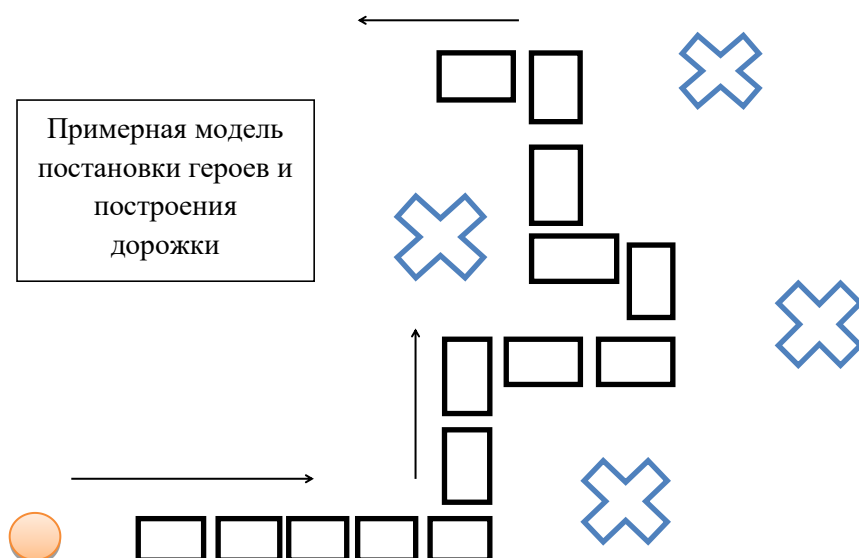 Примерная модель
постановки героев и
построения
дорожки